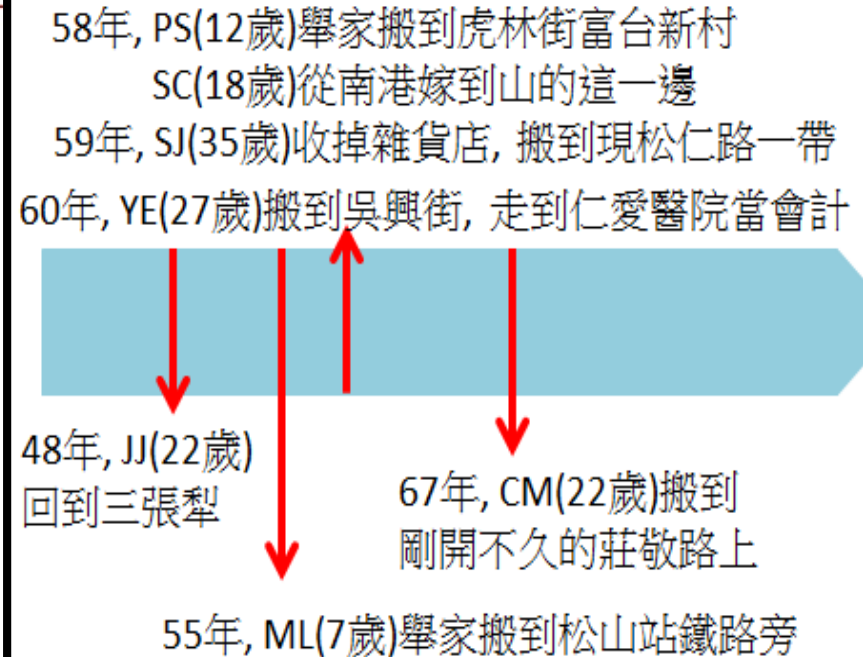 58年, PS(12歲)舉家搬到虎林街富台新村
SC(18歲)從南港嫁到山的這一邊
59年, SJ(35歲)收掉雜貨店, 搬到現松仁路一帶
60年, YE(27歲)搬到吳興街, 走到仁愛醫院當會計
48年, JJ(22歲)
回到三張犁
67年, CM(22歲)搬到
剛開不久的莊敬路上
55年, ML(7歲)舉家搬到松山站鐵路旁